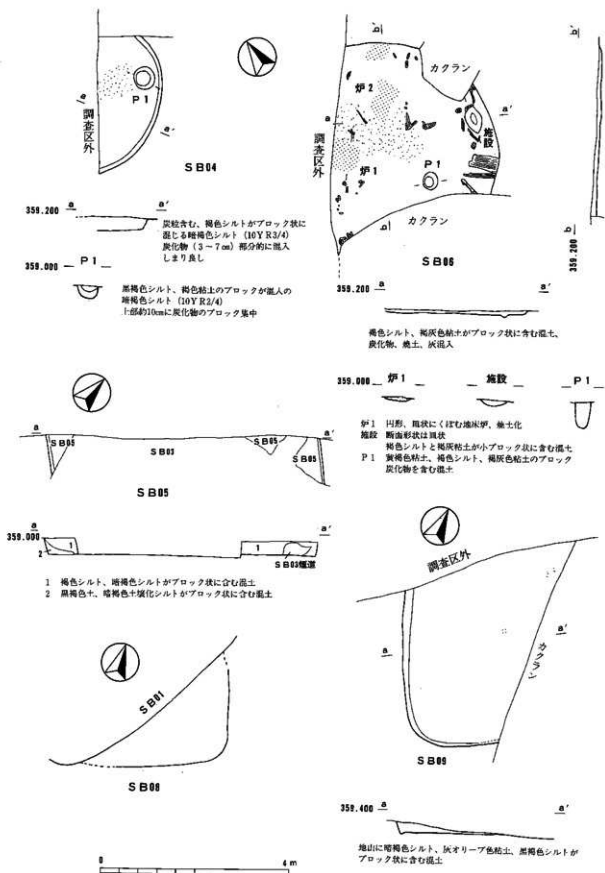 調査区外
P 1
a
a'
SB04
359.200 a a'
炭粒含む、褐色シルトがブロック状に
混じる暗褐色シルト (10YR3/4)
炭化物 (3~7㎝) 部分的に混入
しまり良し
359.000 P 1
黒褐色シルト、褐色粘土のブロックが混入の
暗褐色シルト (10YR2/4)
上部約10cmに炭化物のブロック集中
b'
カクラン
炉2
a
a'
調査区外
施設
炉1
P 1
カクラン
b
SB06
b'
b
359.200
359.200 a a'
褐色シルト、褐灰色粘土がブロック状に含む混土、
炭化物、焼土、灰混入
359.000 炉1 施設 P 1
炉1 円形、皿状にくぼむ地床炉、焼土化
施設 断面形状は皿状
褐色シルトと褐灰粘土が小ブロック状に含む混土
P 1 黄褐色粘土、褐色シルト、褐灰色粘土のブロック
炭化物を含む混土
a a'
SB05 SB03 SB05 SB05
SB05
359.000 a a'
2 1 1 SB03煙道
1 褐色シルト、暗褐色シルトがブロック状に含む混土
2 黒褐色土、暗褐色土壌化シルトがブロック状に含む混土
SB01
SB08
調査区外
a
a'
カクラン
SB09
359.400 a a'
地山に暗褐色シルト、灰オリーブ色粘土、黒褐色シルトが
ブロック状に含む混土
0 4 m